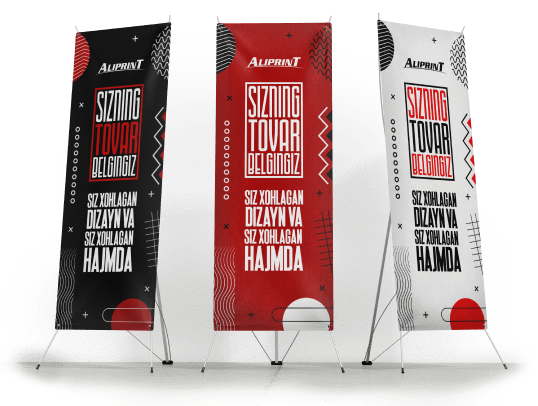 ALIPRINT
SIZNING
TOVAR
BELGINGIZ
SIZ XOHLAGAN
DIZAYN VA
SIZ XOHLAGAN
HAJMDA
ALIPRINT
SIZNING
TOVAR
BELGINGIZ
SIZ XOHLAGAN
DIZAYN VA
SIZ XOHLAGAN
HAJMDA
ALIPRINT
SIZNING
TOVAR
BELGINGIZ
SIZ XOHLAGAN
DIZAYN VA
SIZ XOHLAGAN
HAJMDA